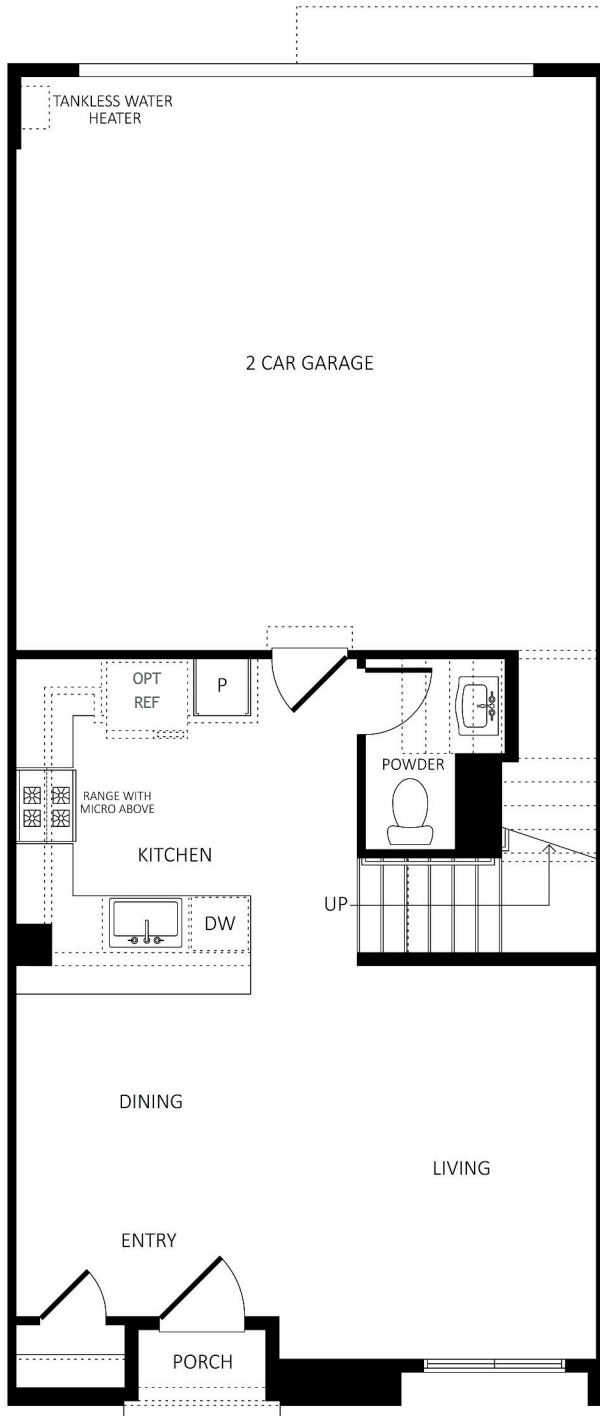 TANKLESS WATER
HEATER
2 CAR GARAGE
OPT
REF
P
POWDER
RANGE WITH
MICRO ABOVE
KITCHEN
UP
DW
DINING
LIVING
ENTRY
PORCH